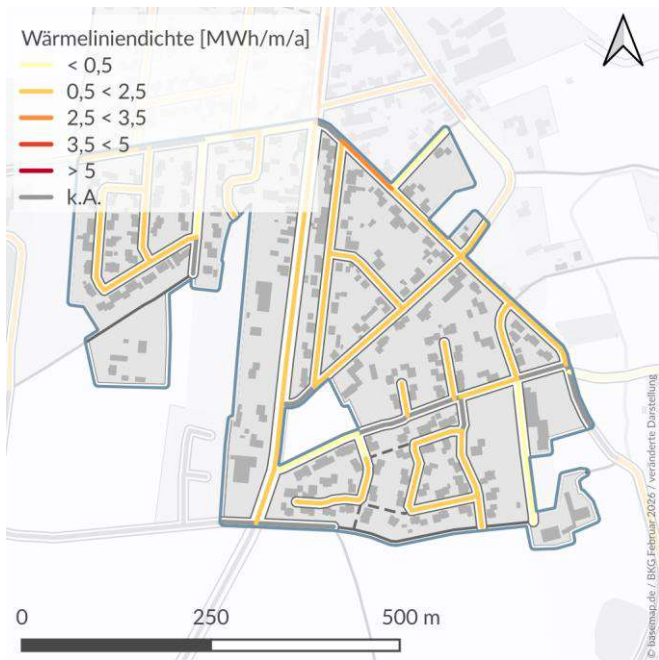 Wärmeliniendichte [MWh/m/a]
< 0,5
0,5 < 2,5
2,5 < 3,5
3,5 < 5
> 5
k.A.
0 250 500 m
© basemap.de / BKG Februar 2026 / veränderte Darstellung